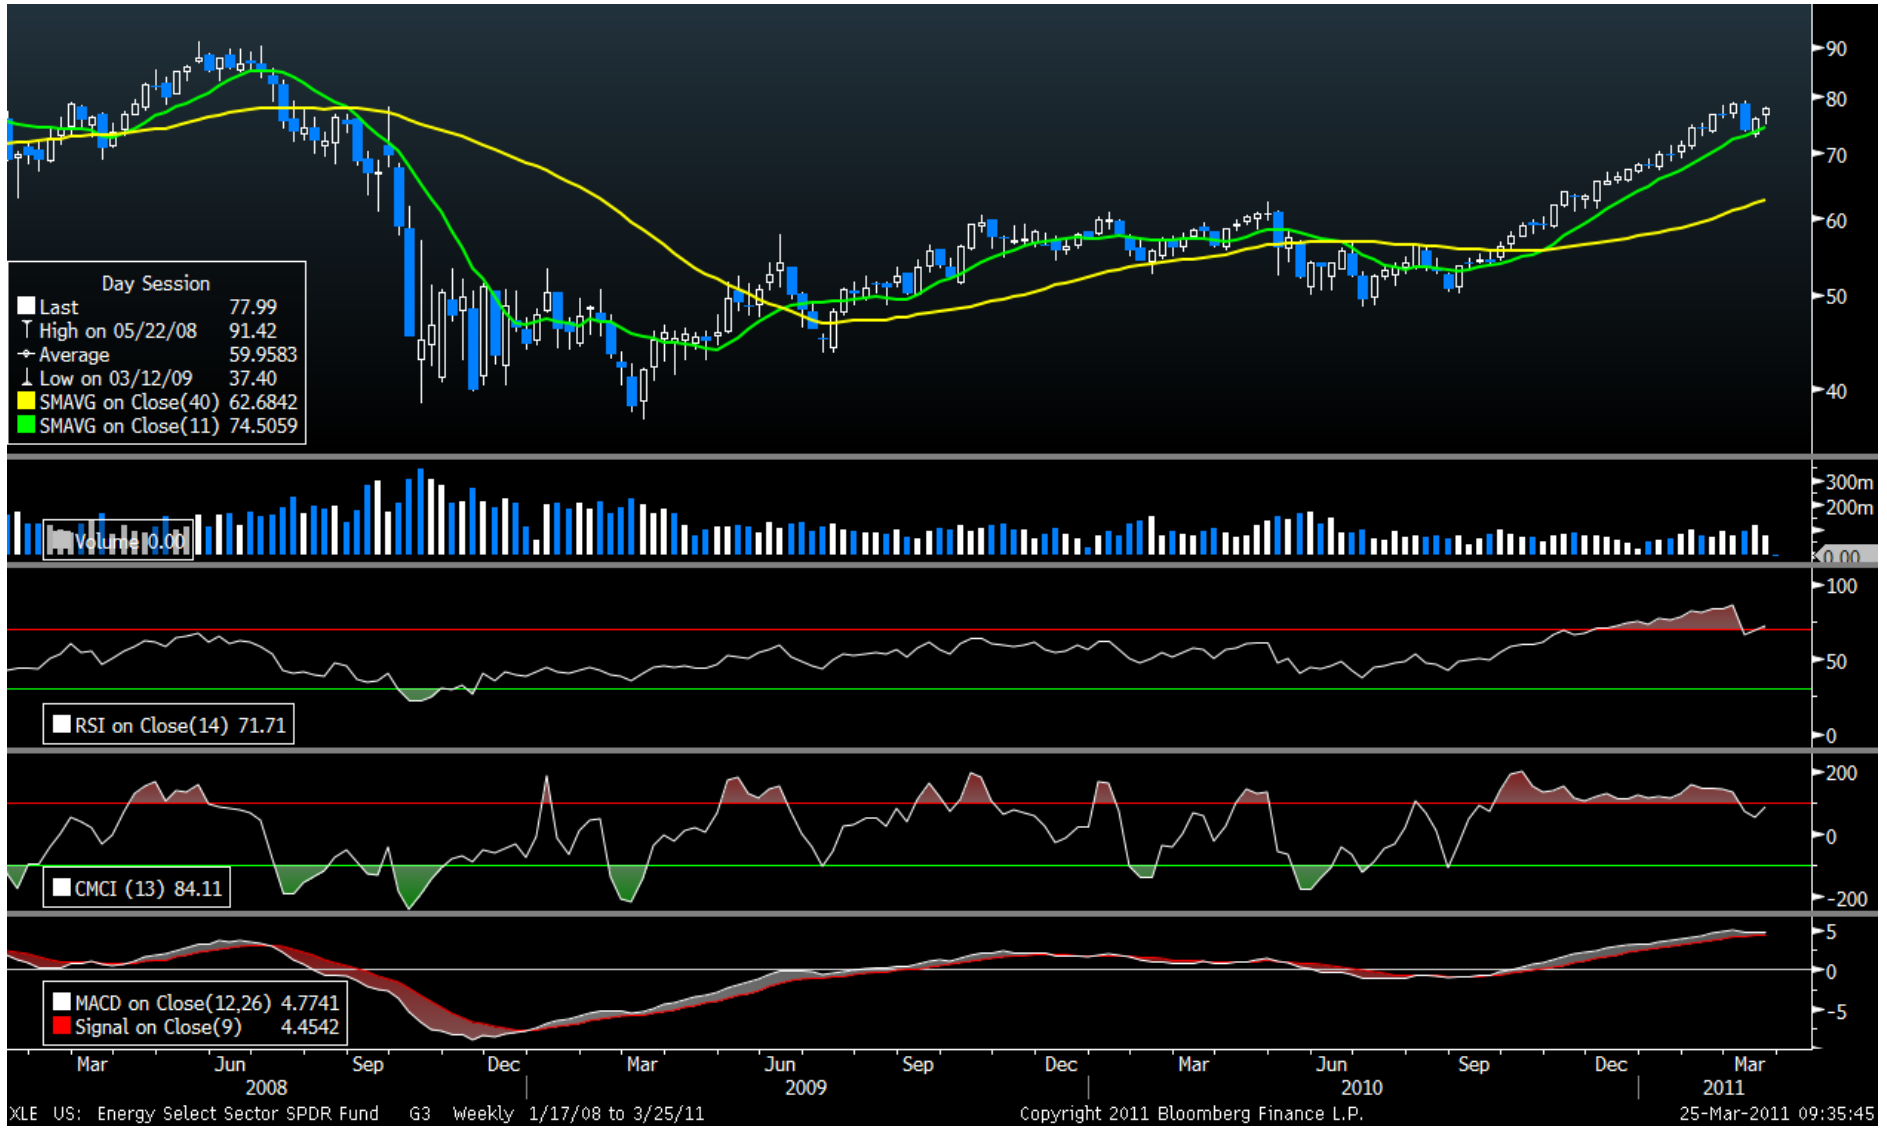 90
80
70
60
50
40
Day Session
Last 77.99
High on 05/22/08 91.42
Average 59.9583
Low on 03/12/09 37.40
SMAVG on Close(40) 62.6842
SMAVG on Close(11) 74.5059
300m
200m
Volume 0.00
0.00
100
50
0
RSI on Close(14) 71.71
200
0
-200
CMCI (13) 84.11
5
0
-5
MACD on Close(12,26) 4.7741
Signal on Close(9) 4.4542
Mar Jun Sep Dec Mar Jun Sep Dec Mar Jun Sep Dec Mar
2008 2009 2010 2011
XLE US: Energy Select Sector SPDR Fund G3 Weekly 1/17/08 to 3/25/11 Copyright 2011 Bloomberg Finance L.P. 25-Mar-2011 09:35:45